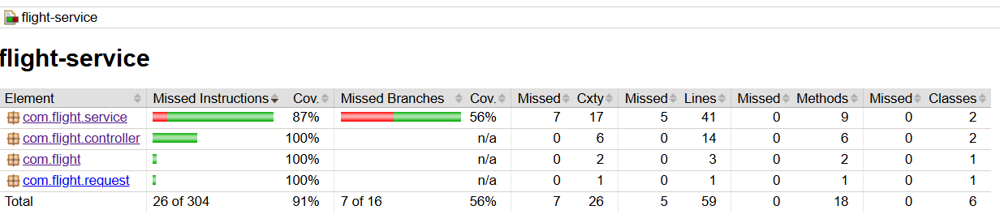 flight-service
flight-service
Element Missed Instructions Cov. Missed Branches Cov. Missed Cxty Missed Lines Missed Methods Missed Classes
com.flight.service 87% 56% 7 17 5 41 0 9 0 2
com.flight.controller 100% n/a 0 6 0 14 0 6 0 2
com.flight 100% n/a 0 2 0 3 0 2 0 1
com.flight.request 100% n/a 0 1 0 1 0 1 0 1
Total 26 of 304 91% 7 of 16 56% 7 26 5 59 0 18 0 6